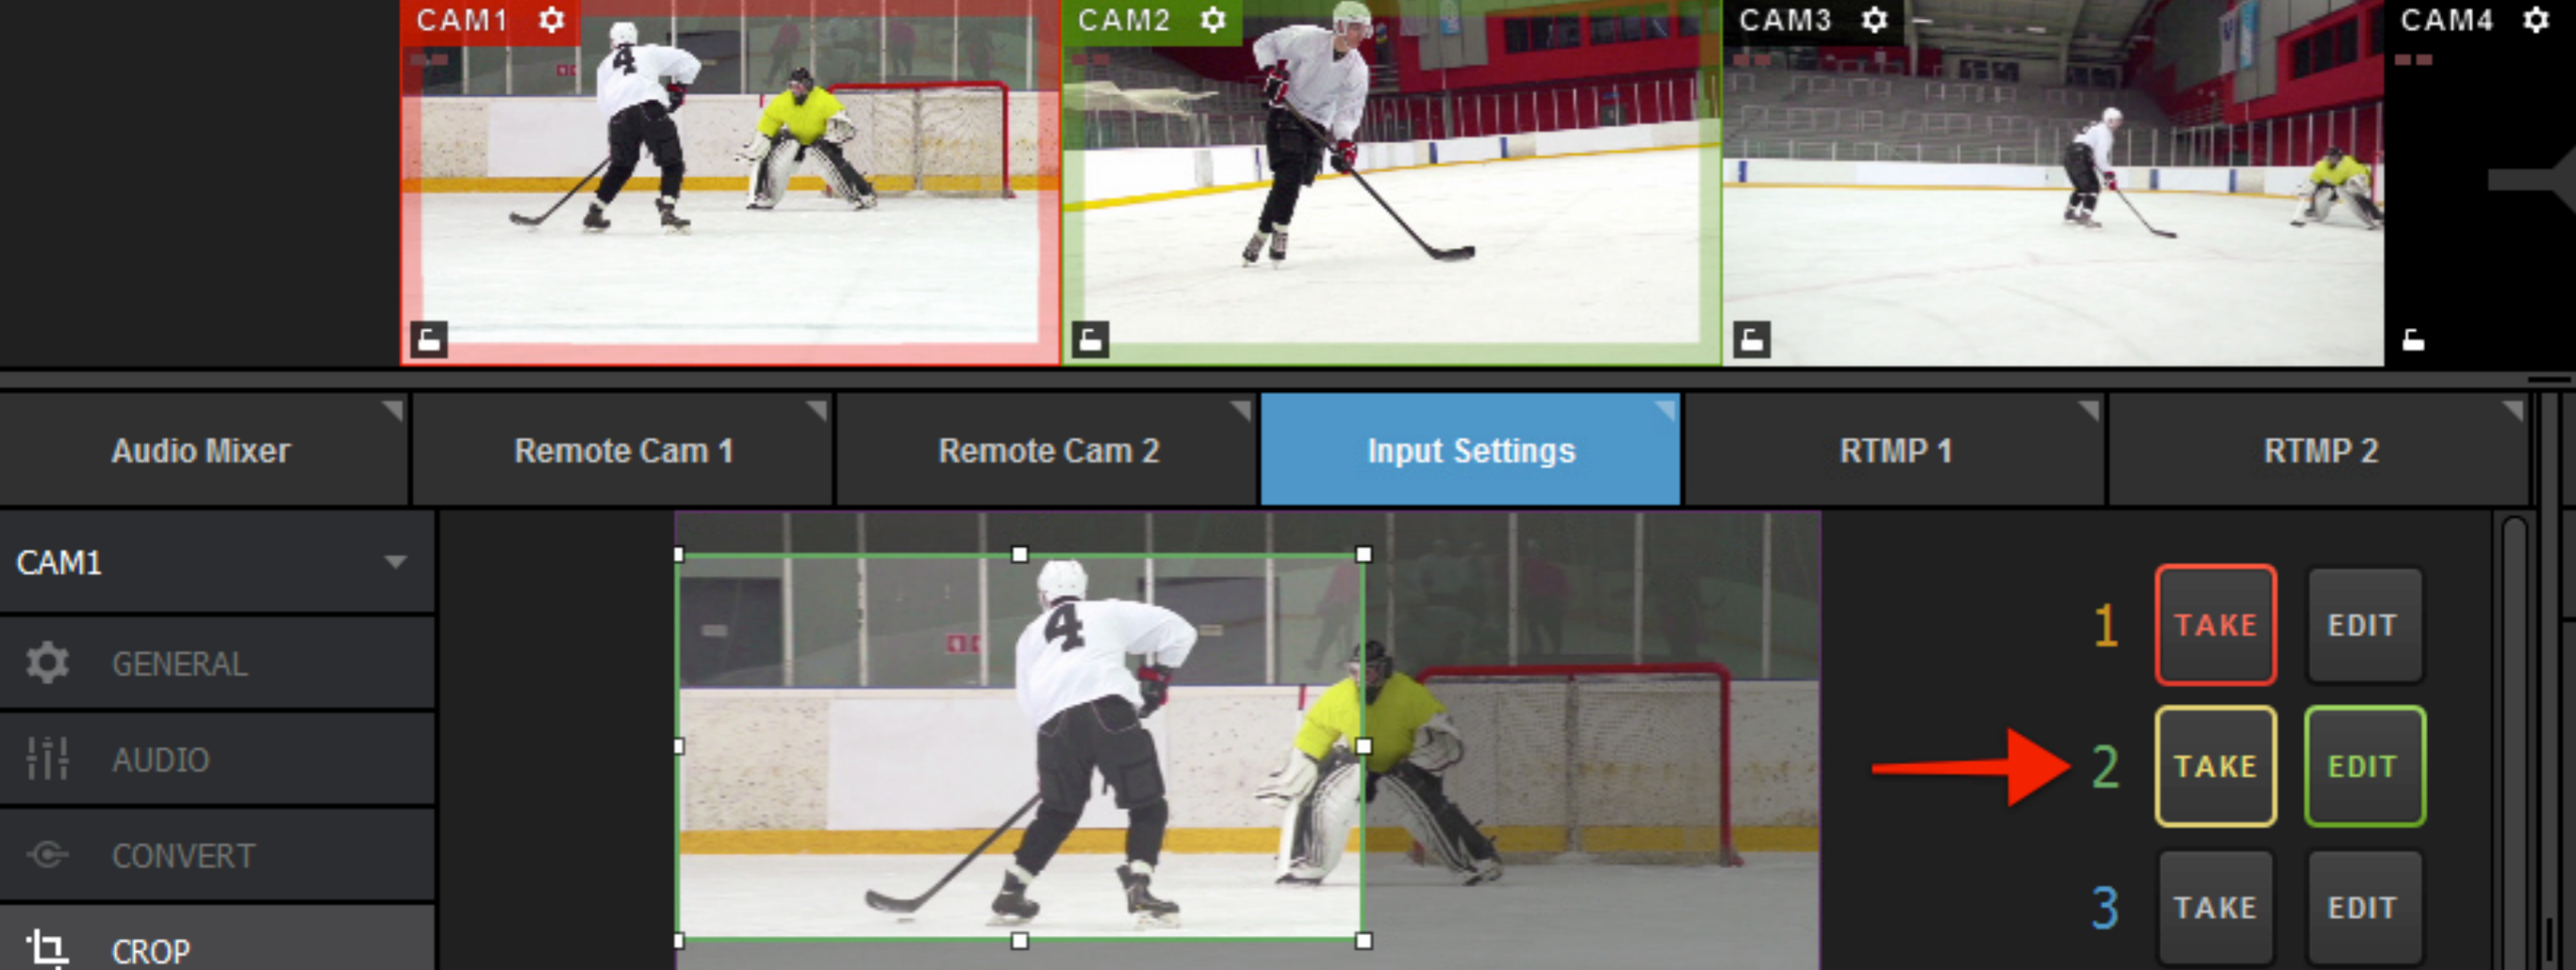 CAM1
CAM2
CAM3
CAM4
4
Audio Mixer
Remote Cam 1
Remote Cam 2
Input Settings
RTMP 1
RTMP 2
CAM1
GENERAL
AUDIO
CONVERT
CROP
4
1 TAKE EDIT
2 TAKE EDIT
3 TAKE EDIT